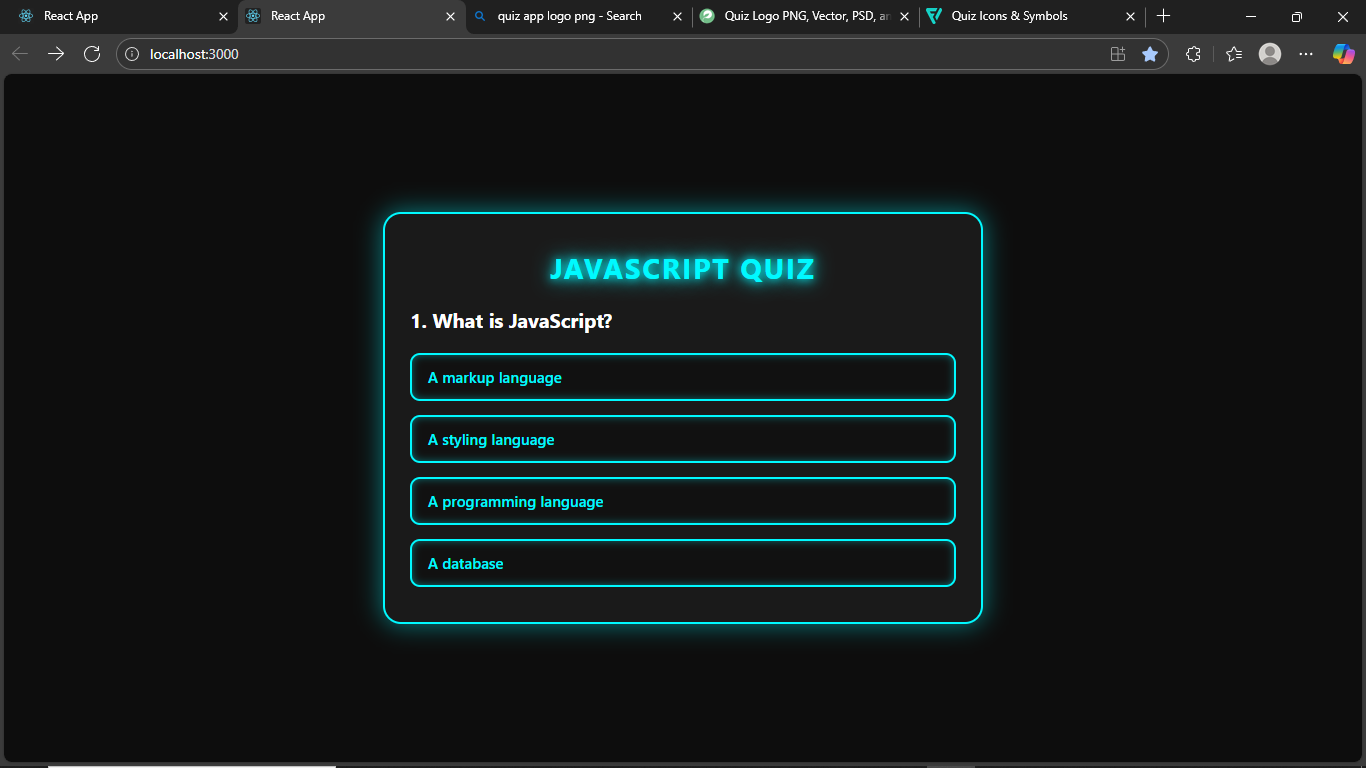 React App
React App
quiz app logo png - Search
Quiz Logo PNG, Vector, PSD, an
Quiz Icons & Symbols
localhost:3000
JAVASCRIPT QUIZ
1. What is JavaScript?
A markup language
A styling language
A programming language
A database